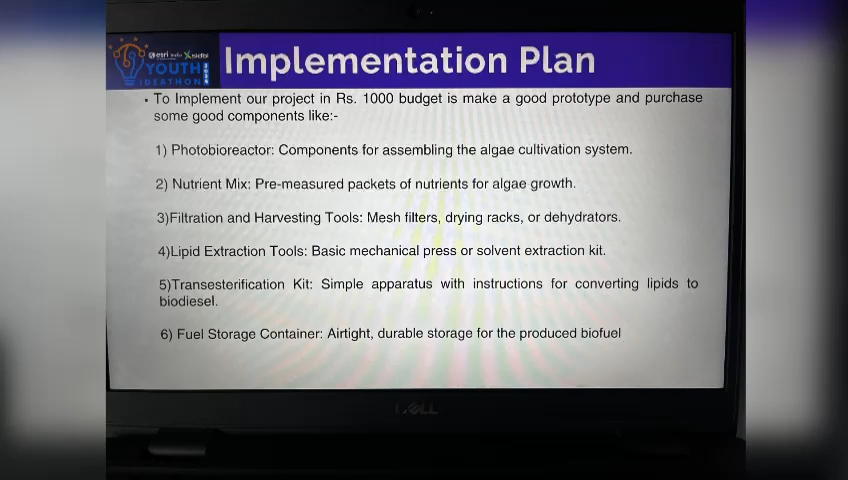 esri India
YOUTH 2024
IDEATHON
Implementation Plan
• To Implement our project in Rs. 1000 budget is make a good prototype and purchase
some good components like:-
1) Photobioreactor: Components for assembling the algae cultivation system.
2) Nutrient Mix: Pre-measured packets of nutrients for algae growth.
3)Filtration and Harvesting Tools: Mesh filters, drying racks, or dehydrators.
4)Lipid Extraction Tools: Basic mechanical press or solvent extraction kit.
5)Transesterification Kit: Simple apparatus with instructions for converting lipids to
biodiesel.
6) Fuel Storage Container: Airtight, durable storage for the produced biofuel
DELL